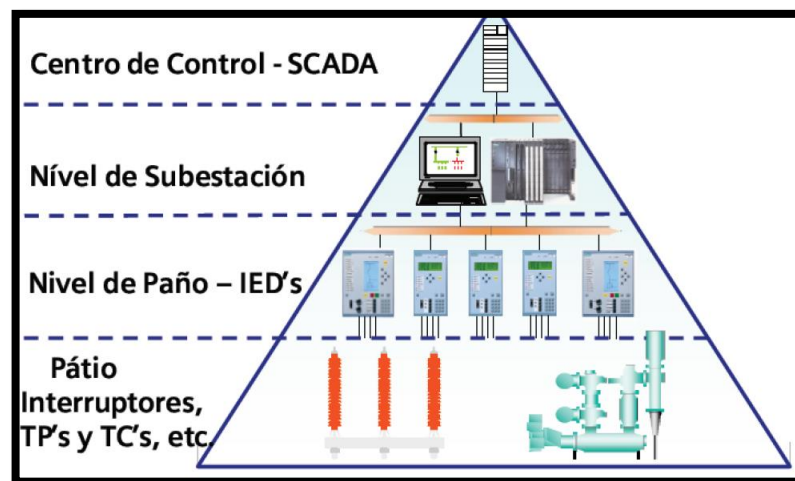 Centro de Control - SCADA
Nível de Subestación
Nivel de Paño – IED's
Pátio
Interruptores,
TP's y TC's, etc.